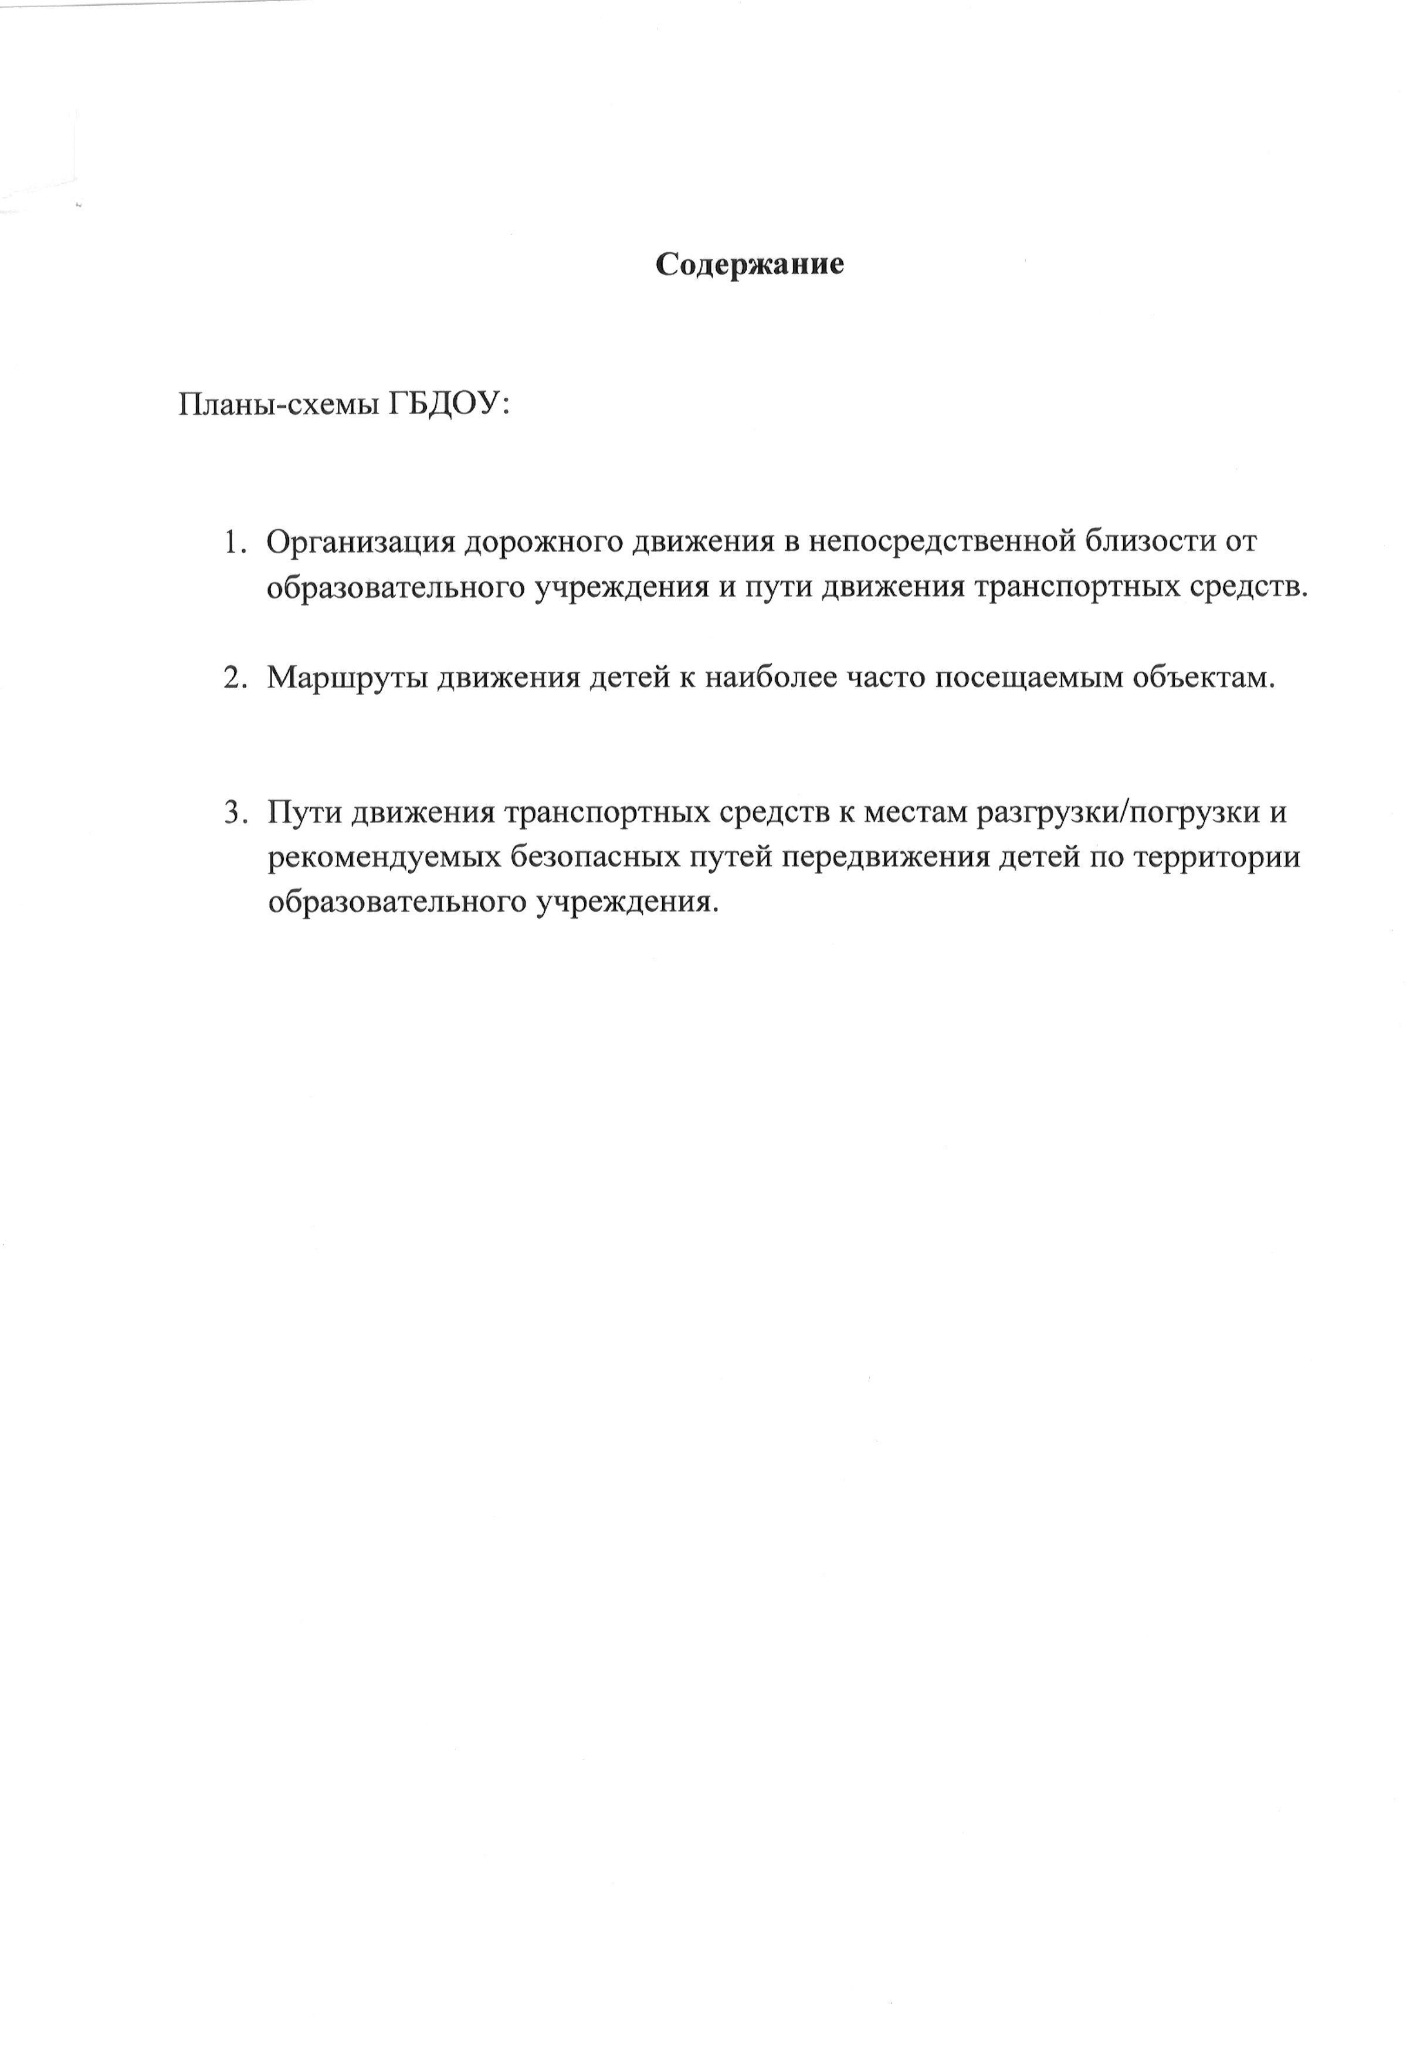 Содержание
Планы-схемы ГБДОУ:
1. Организация дорожного движения в непосредственной близости от
образовательного учреждения и пути движения транспортных средств.
2. Маршруты движения детей к наиболее часто посещаемым объектам.
3. Пути движения транспортных средств к местам разгрузки/погрузки и
рекомендуемых безопасных путей передвижения детей по территории
образовательного учреждения.